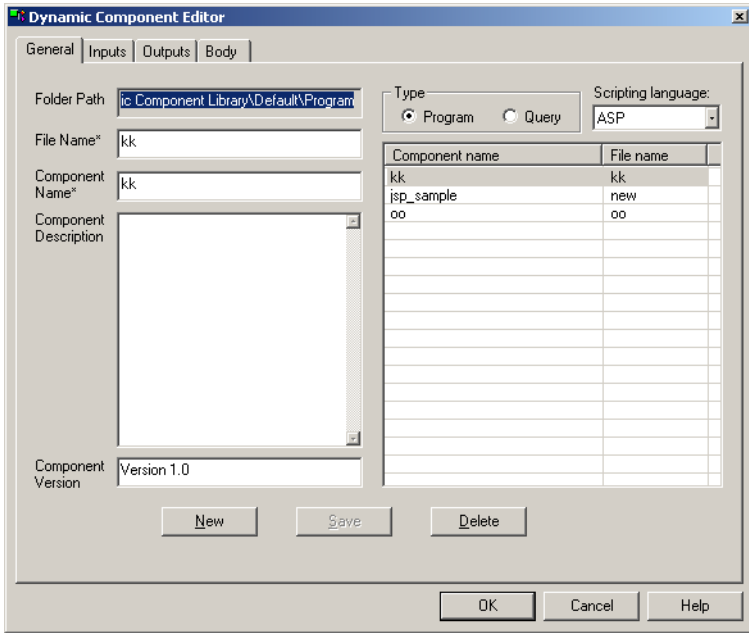 Dynamic Component Editor
General
Inputs
Outputs
Body
Folder Path
ic Component Library\Default\Program
File Name*
kk
Component
Name*
kk
Component
Description
Component
Version
Version 1.0
Type
Program
Query
Scripting language:
ASP
Component name File name
kk kk
jsp_sample new
oo oo
New
Save
Delete
OK
Cancel
Help